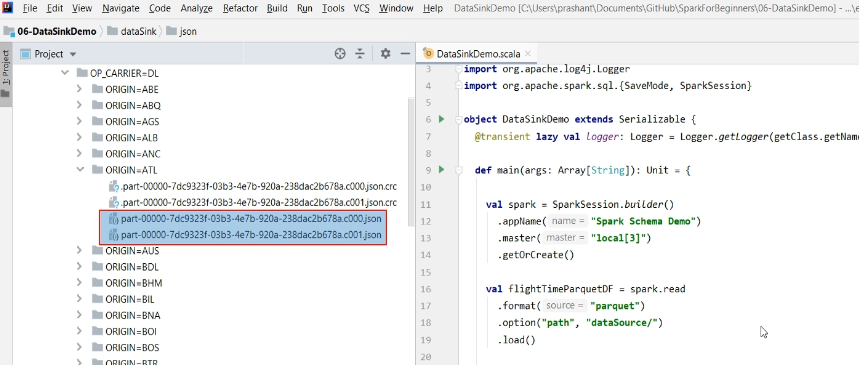 File Edit View Navigate Code Analyze Refactor Build Run Tools VCS Window Help DataSinkDemo [C:\Users\prashant\Documents\GitHub\SparkForBeginners\06-DataSinkDemo] - ...\
06-DataSinkDemo dataSink json
1: Project
Project
OP_CARRIER=DL
ORIGIN=ABE
ORIGIN=ABQ
ORIGIN=AGS
ORIGIN=ALB
ORIGIN=ANC
ORIGIN=ATL
.part-00000-7dc9323f-03b3-4e7b-920a-238dac2b678a.c000.json.crc
.part-00000-7dc9323f-03b3-4e7b-920a-238dac2b678a.c001.json.crc
part-00000-7dc9323f-03b3-4e7b-920a-238dac2b678a.c000.json
part-00000-7dc9323f-03b3-4e7b-920a-238dac2b678a.c001.json
ORIGIN=AUS
ORIGIN=BDL
ORIGIN=BHM
ORIGIN=BIL
ORIGIN=BNA
ORIGIN=BOI
ORIGIN=BOS
ORIGIN=BTR
DataSinkDemo.scala
3 import org.apache.log4j.Logger
4 import org.apache.spark.sql.{SaveMode, SparkSession}
5
6 object DataSinkDemo extends Serializable {
7 @transient lazy val logger: Logger = Logger.getLogger(getClass.getName
8
9 def main(args: Array[String]): Unit = {
10
11 val spark = SparkSession.builder()
12 .appName( name = "Spark Schema Demo")
13 .master( master = "local[3]")
14 .getOrCreate()
15
16 val flightTimeParquetDF = spark.read
17 .format( source = "parquet")
18 .option("path", "dataSource/")
19 .load()
20